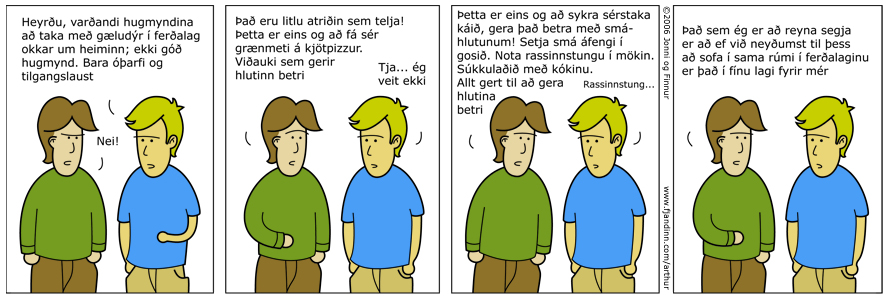 Heyrðu, varðandi hugmyndina
að taka með gæludýr í ferðalag
okkar um heiminn; ekki góð
hugmynd. Bara óþarfi og
tilgangslaust
Nei!
Það eru litlu atriðin sem telja!
Þetta er eins og að fá sér
grænmeti á kjötpizzur.
Viðauki sem gerir
hlutinn betri
Tja... ég
veit ekki
Þetta er eins og að sykra sérstaka
káið, gera það betra með smá-
hlutunum! Setja smá áfengi í
gosið. Nota rassinnstungu í mökin.
Súkkulaðið með kókinu.
Allt gert til að gera
hlutina
betri
Rassinnstung...
©2006 Jonni og Finnur
www.fjandinn.com/arthur
Það sem ég er að reyna segja
er að ef við neyðumst til þess
að sofa í sama rúmi í ferðalaginu
er það í fínu lagi fyrir mér